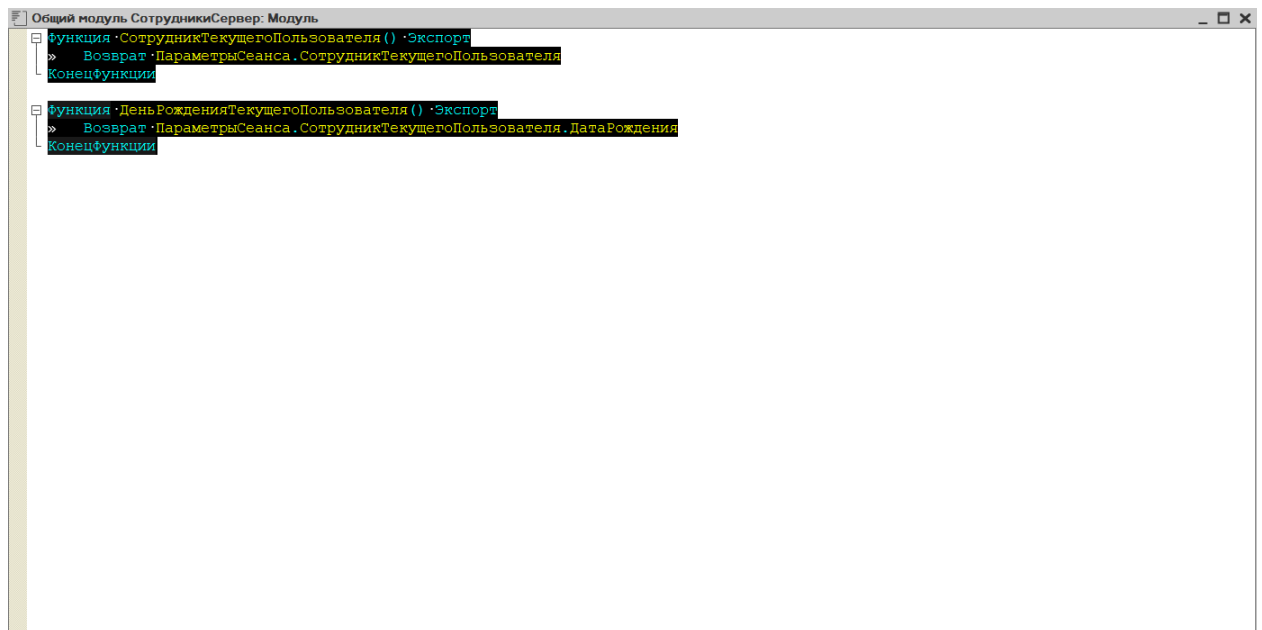 Общий модуль СотрудникиСервер: Модуль
Функция·СотрудникТекущегоПользователя()·Экспорт
»	Возврат·ПараметрыСеанса.СотрудникТекущегоПользователя
КонецФункции
Функция·ДеньРожденияТекущегоПользователя()·Экспорт
»	Возврат·ПараметрыСеанса.СотрудникТекущегоПользователя.ДатаРождения
КонецФункции